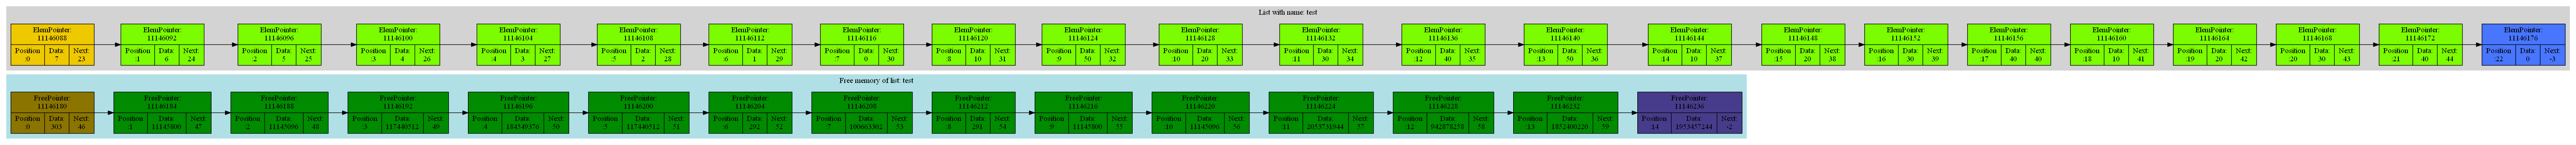 List with name: test
ElemPointer:
11146088
Position Data: Next:
:0 7 23
ElemPointer:
11146092
Position Data: Next:
:1 6 24
ElemPointer:
11146096
Position Data: Next:
:2 5 25
ElemPointer:
11146100
Position Data: Next:
:3 4 26
ElemPointer:
11146104
Position Data: Next:
:4 3 27
ElemPointer:
11146108
Position Data: Next:
:5 2 28
ElemPointer:
11146112
Position Data: Next:
:6 1 29
ElemPointer:
11146116
Position Data: Next:
:7 0 30
ElemPointer:
11146120
Position Data: Next:
:8 10 31
ElemPointer:
11146124
Position Data: Next:
:9 50 32
ElemPointer:
11146128
Position Data: Next:
:10 20 33
ElemPointer:
11146132
Position Data: Next:
:11 30 34
ElemPointer:
11146136
Position Data: Next:
:12 40 35
ElemPointer:
11146140
Position Data: Next:
:13 50 36
ElemPointer:
11146144
Position Data: Next:
:14 10 37
ElemPointer:
11146148
Position Data: Next:
:15 20 38
ElemPointer:
11146152
Position Data: Next:
:16 30 39
ElemPointer:
11146156
Position Data: Next:
:17 40 40
ElemPointer:
11146160
Position Data: Next:
:18 10 41
ElemPointer:
11146164
Position Data: Next:
:19 20 42
ElemPointer:
11146168
Position Data: Next:
:20 30 43
ElemPointer:
11146172
Position Data: Next:
:21 40 44
ElemPointer:
11146176
Position Data: Next:
:22 0 -3
Free memory of list: test
FreePointer:
11146180
Position Data: Next:
:0 303 46
FreePointer:
11146184
Position Data: Next:
:1 11145800 47
FreePointer:
11146188
Position Data: Next:
:2 11145096 48
FreePointer:
11146192
Position Data: Next:
:3 117440512 49
FreePointer:
11146196
Position Data: Next:
:4 184549376 50
FreePointer:
11146200
Position Data: Next:
:5 117440512 51
FreePointer:
11146204
Position Data: Next:
:6 292 52
FreePointer:
11146208
Position Data: Next:
:7 53
FreePointer:
11146212
Position Data: Next:
:8 291 54
FreePointer:
11146216
Position Data: Next:
:9 11145800 55
FreePointer:
11146220
Position Data: Next:
:10 11145096 56
FreePointer:
11146224
Position Data: Next:
:11 2053731944 57
FreePointer:
11146228
Position Data: Next:
:12 942878258 58
FreePointer:
11146232
Position Data: Next:
:13 1852400220 59
FreePointer:
11146236
Position Data: Next:
:14 1953457244 -2